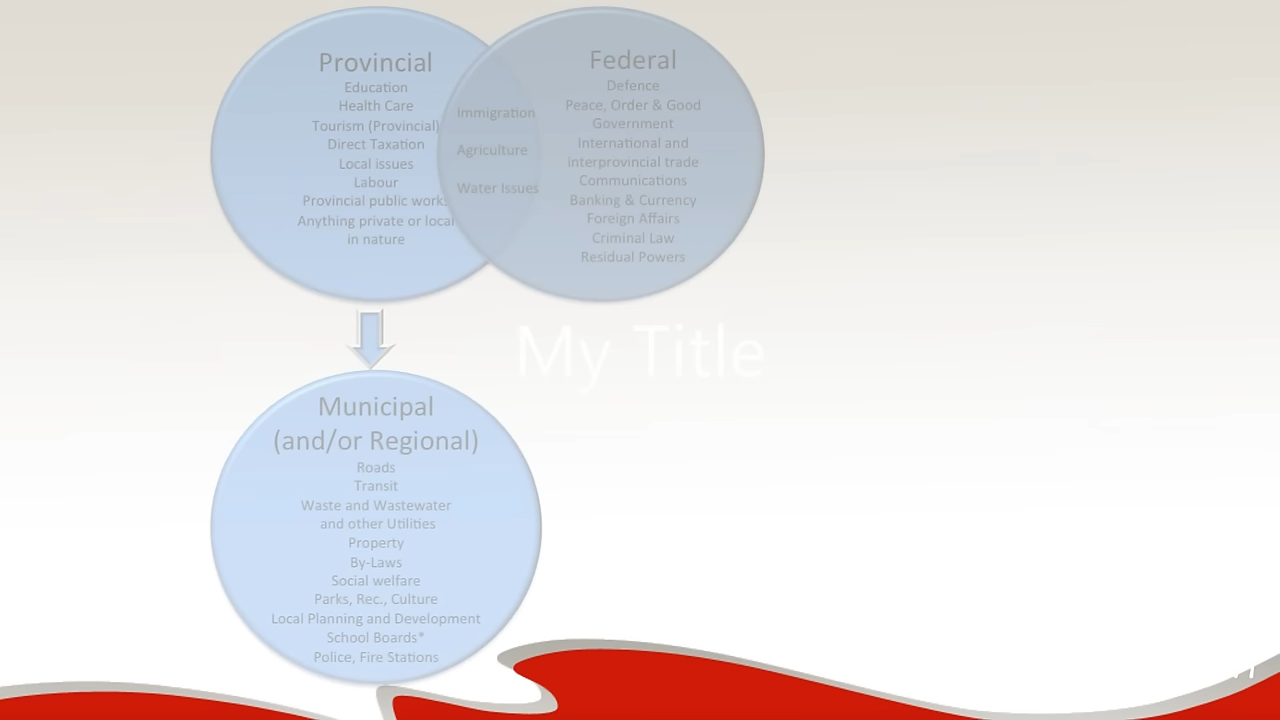 Provincial
Education
Health Care
Tourism (Provincial)
Direct Taxation
Local issues
Labour
Provincial public works
Anything private or local
in nature
Immigration
Agriculture
Water Issues
Federal
Defence
Peace, Order & Good
Government
International and
interprovincial trade
Communications
Banking & Currency
Foreign Affairs
Criminal Law
Residual Powers
My Title
Municipal
(and/or Regional)
Roads
Transit
Waste and Wastewater
and other Utilities
Property
By-Laws
Social welfare
Parks, Rec., Culture
Local Planning and Development
School Boards*
Police, Fire Stations